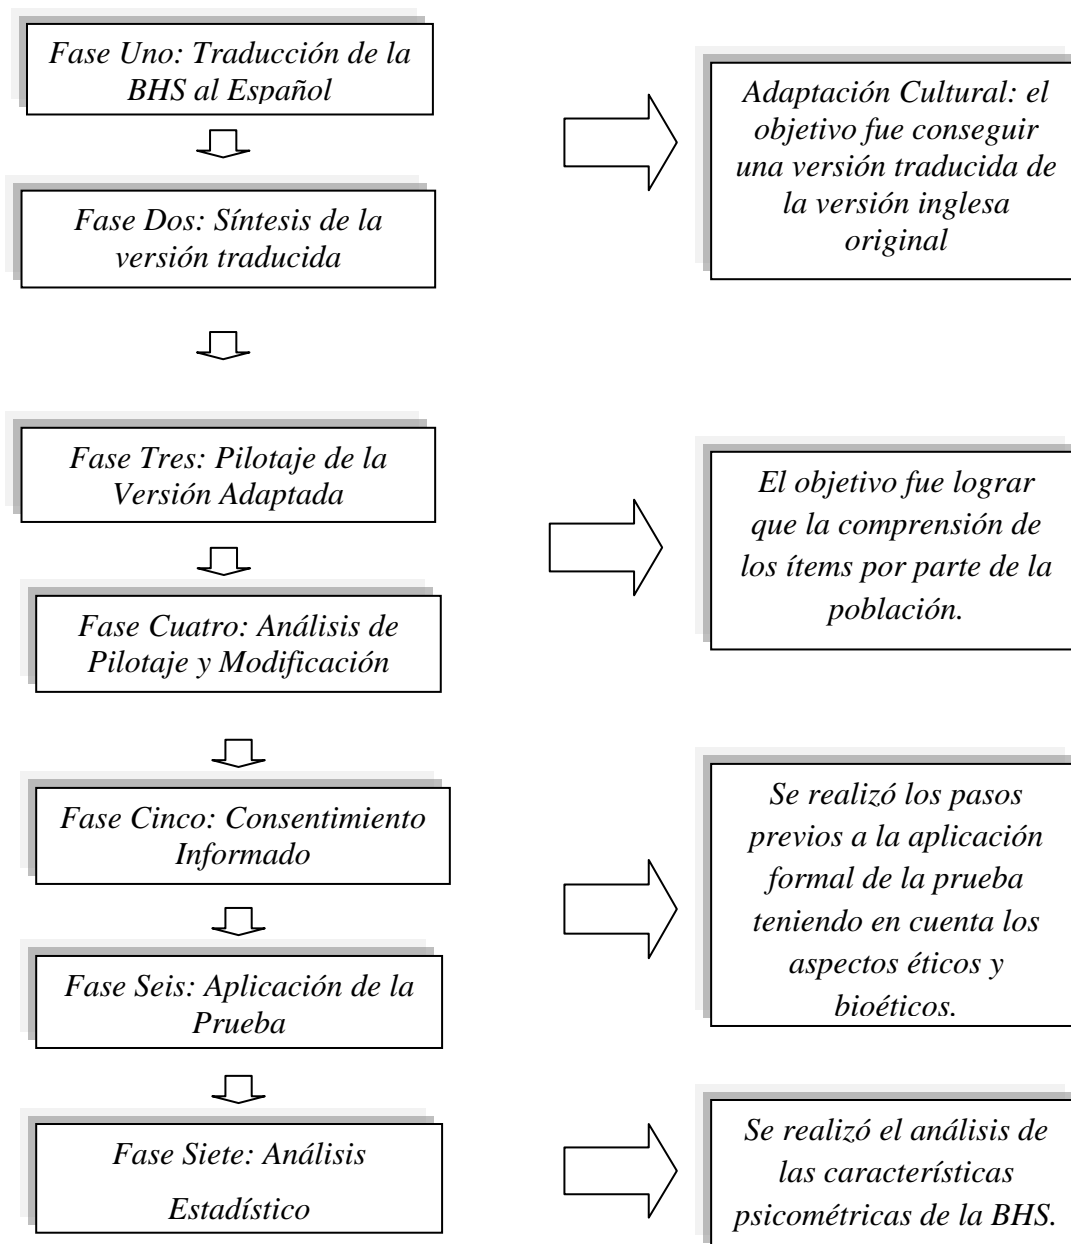 Fase Uno: Traducción de la
BHS al Español
Adaptación Cultural: el
objetivo fue conseguir
una versión traducida de
la versión inglesa
original
Fase Dos: Síntesis de la
versión traducida
Fase Tres: Pilotaje de la
Versión Adaptada
El objetivo fue lograr
que la comprensión de
los ítems por parte de la
población.
Fase Cuatro: Análisis de
Pilotaje y Modificación
Fase Cinco: Consentimiento
Informado
Se realizó los pasos
previos a la aplicación
formal de la prueba
teniendo en cuenta los
aspectos éticos y
bioéticos.
Fase Seis: Aplicación de la
Prueba
Fase Siete: Análisis
Estadístico
Se realizó el análisis de
las características
psicométricas de la BHS.